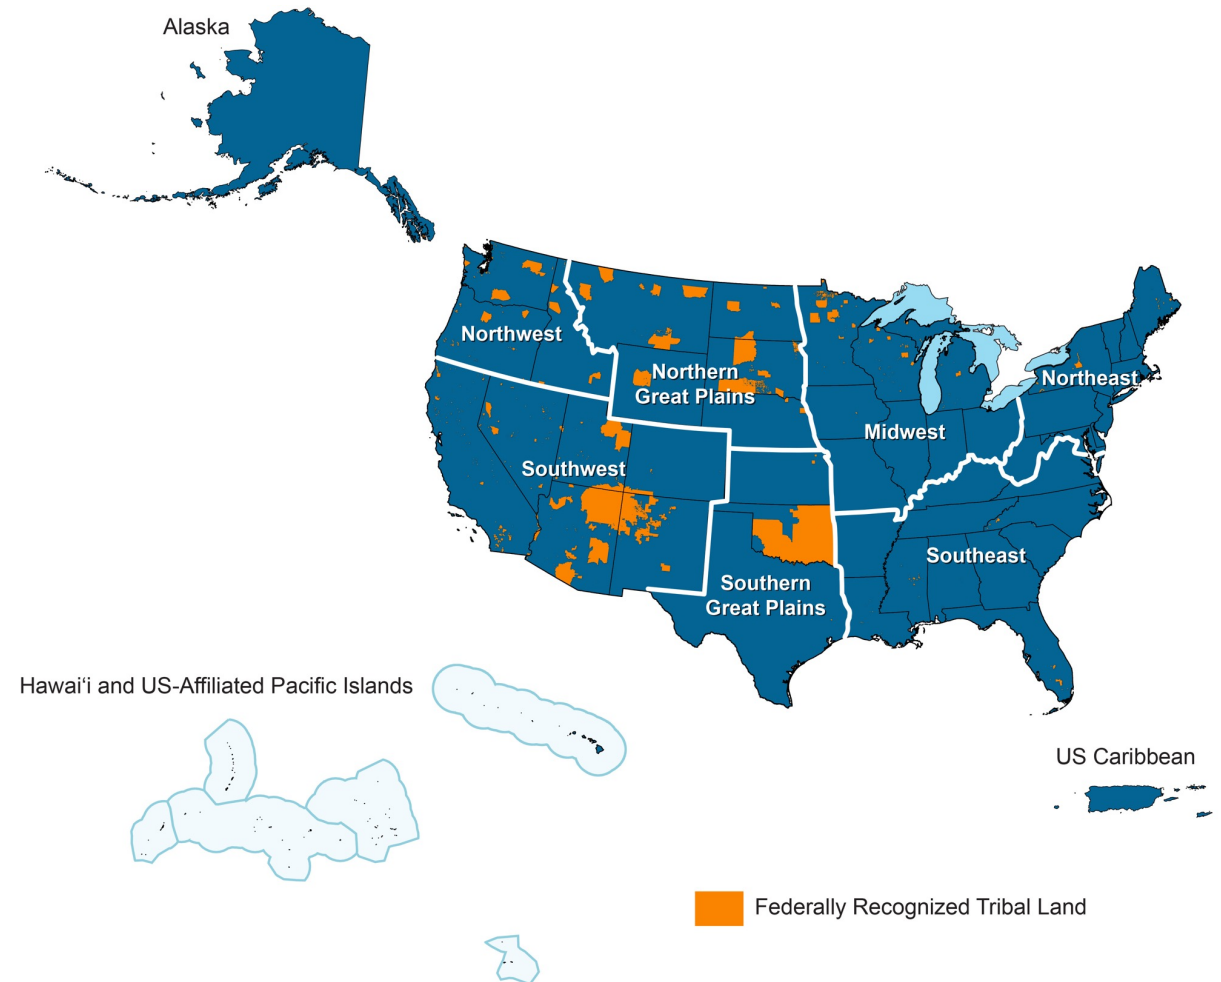 Alaska
Northwest
Northern
Great Plains
Northeast
Midwest
Southwest
Southeast
Southern
Great Plains
Hawaiʻi and US-Affiliated Pacific Islands
US Caribbean
Federally Recognized Tribal Land